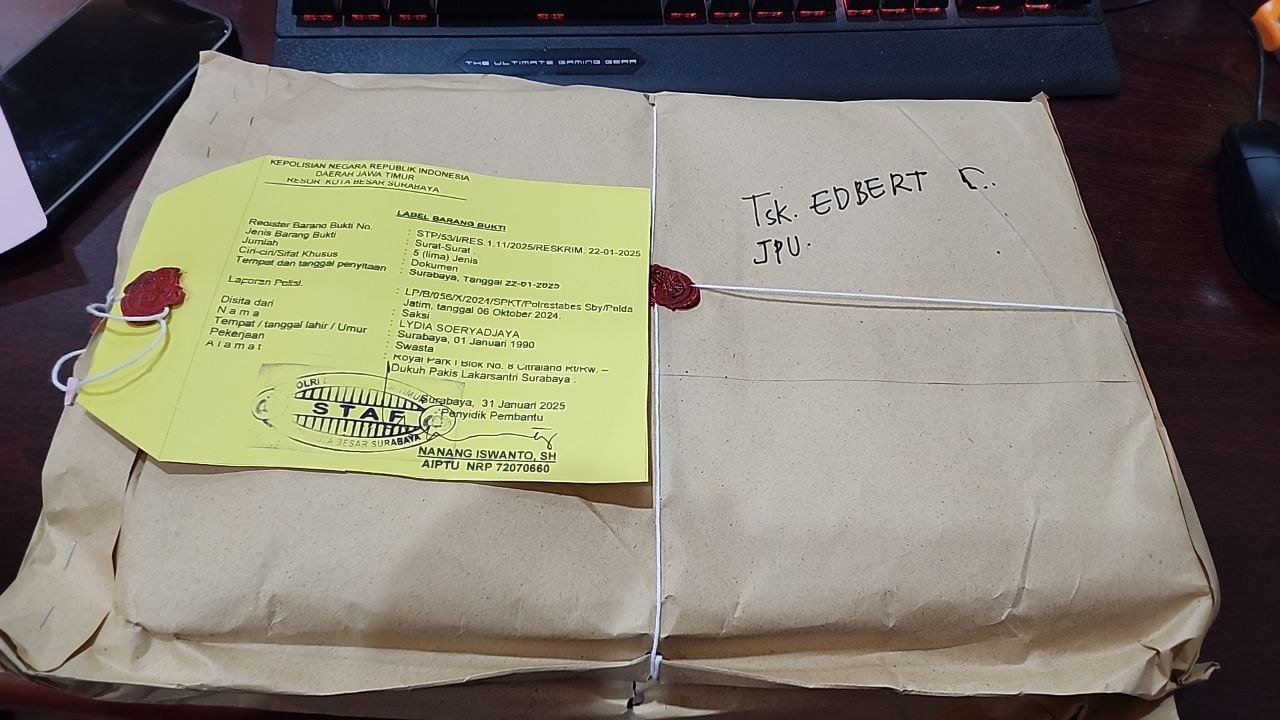 THE ULTIMATE GAMING GEAR
KEPOLISIAN NEGARA REPUBLIK INDONESIA
DAERAH JAWA TIMUR
RESOR KOTA BESAR SURABAYA
LABEL BARANG BUKTI
Register Barang Bukti No. : STP/53/I/RES.1.11/2025/RESKRIM, 22-01-2025
Jenis Barang Bukti : Surat-Surat
Jumlah : 5 (lima) Jenis
Ciri-ciri/Sifat Khusus : Dokumen
Tempat dan tanggal penyitaan : Surabaya, Tanggal 22-01-2025
Laporan Polisi. : LP/B/056/X/2024/SPKT/Polrestabes Sby/Polda
Jatim, tanggal 06 Oktober 2024.
Disita dari : Saksi
N a m a : LYDIA SOERYADJAYA
Tempat / tanggal lahir / Umur : Surabaya, 01 Januari 1990
Pekerjaan : Swasta
A l a m a t : Royal Park I Blok No. 8 Citraland Rt/Rw. –
Dukuh Pakis Lakarsantri Surabaya .
Surabaya, 31 Januari 2025
Penyidik Pembantu
POLRI TIMUR
STAF
KOTA BESAR SURABAYA
NANANG ISWANTO, SH
AIPTU NRP 72070660
Tsk. EDBERT
JPU.